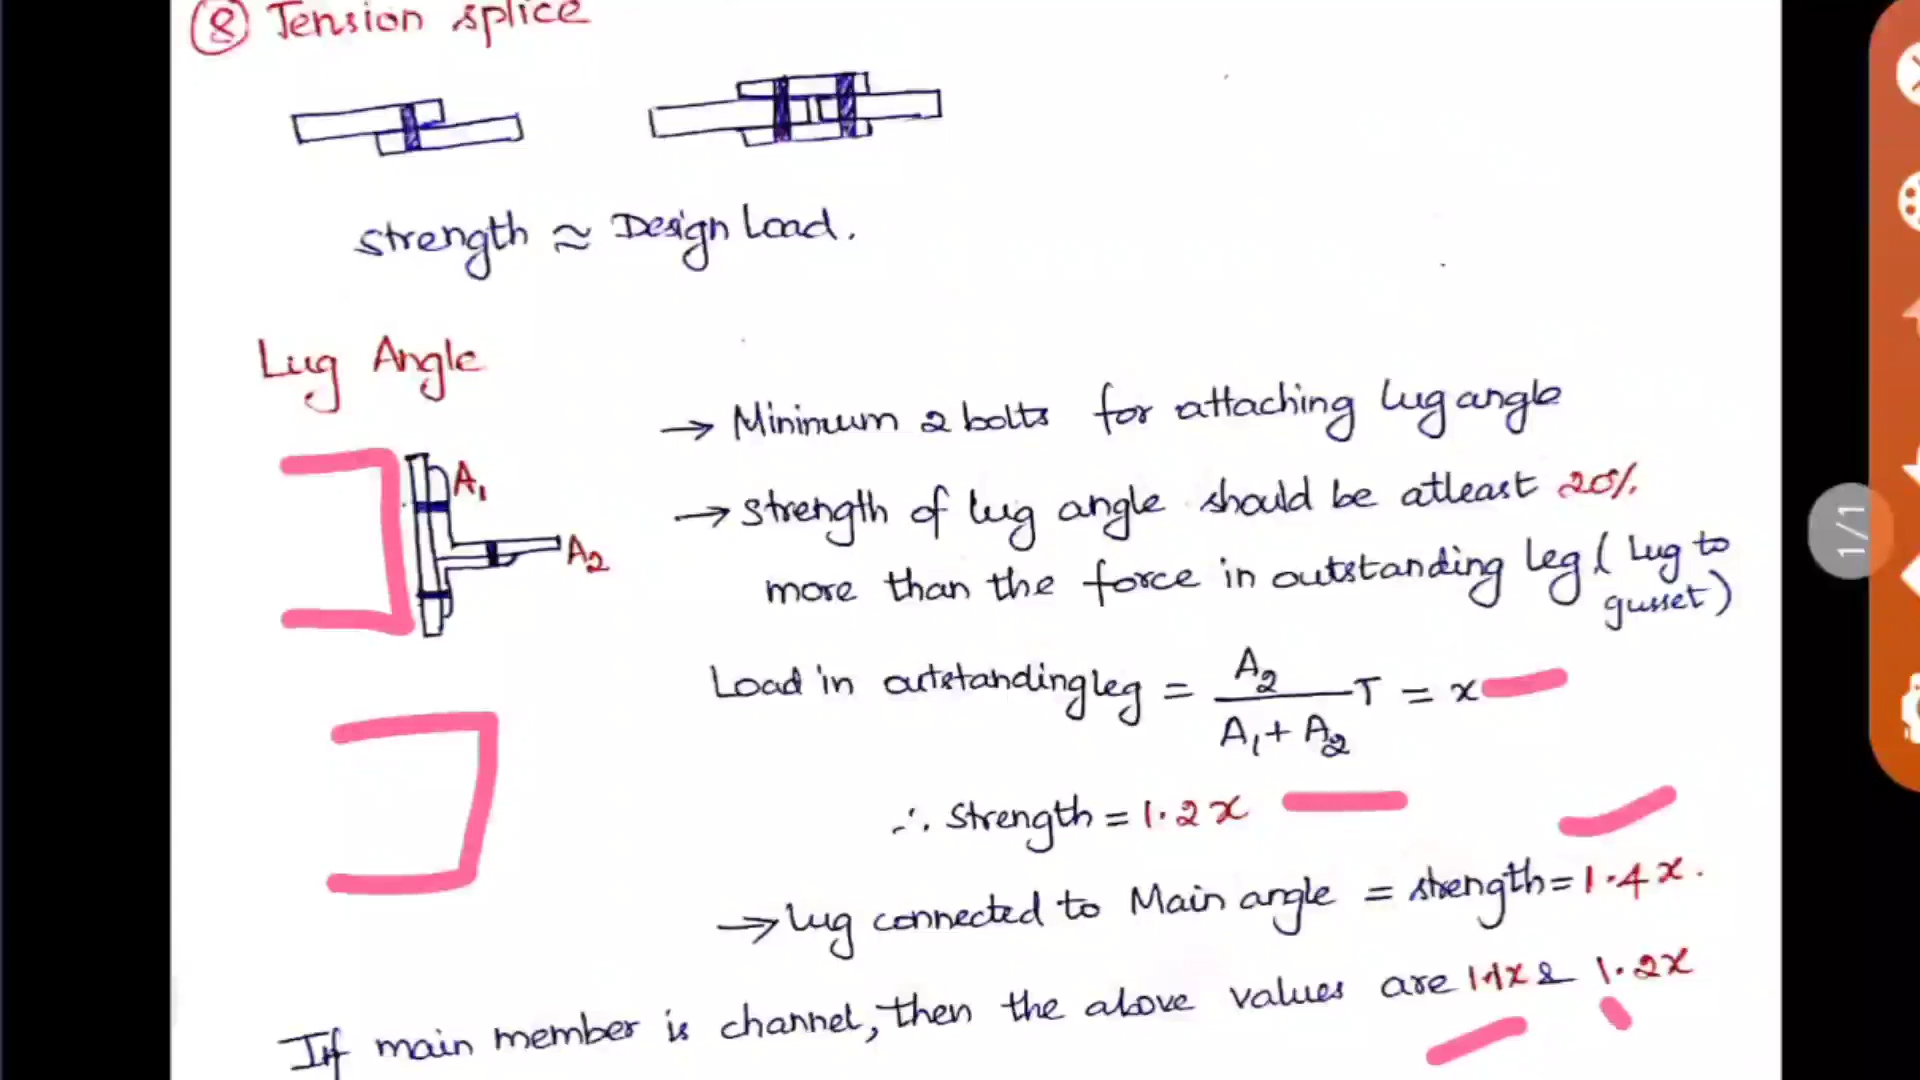 ⑧ Tension splice
strength ≈ Design Load.
Lug Angle
→ Minimum 2 bolts for attaching lug angle
A₁
→ strength of lug angle should be atleast 20%
A₂
more than the force in outstanding leg ( Lug to
gusset)
Load in outstanding leg = A₂ / A₁ + A₂ T = x
∴ Strength = 1.2x
→ lug connected to Main angle = strength = 1.4x.
If main member is channel, then the above values are 1.1x & 1.2x
1/1